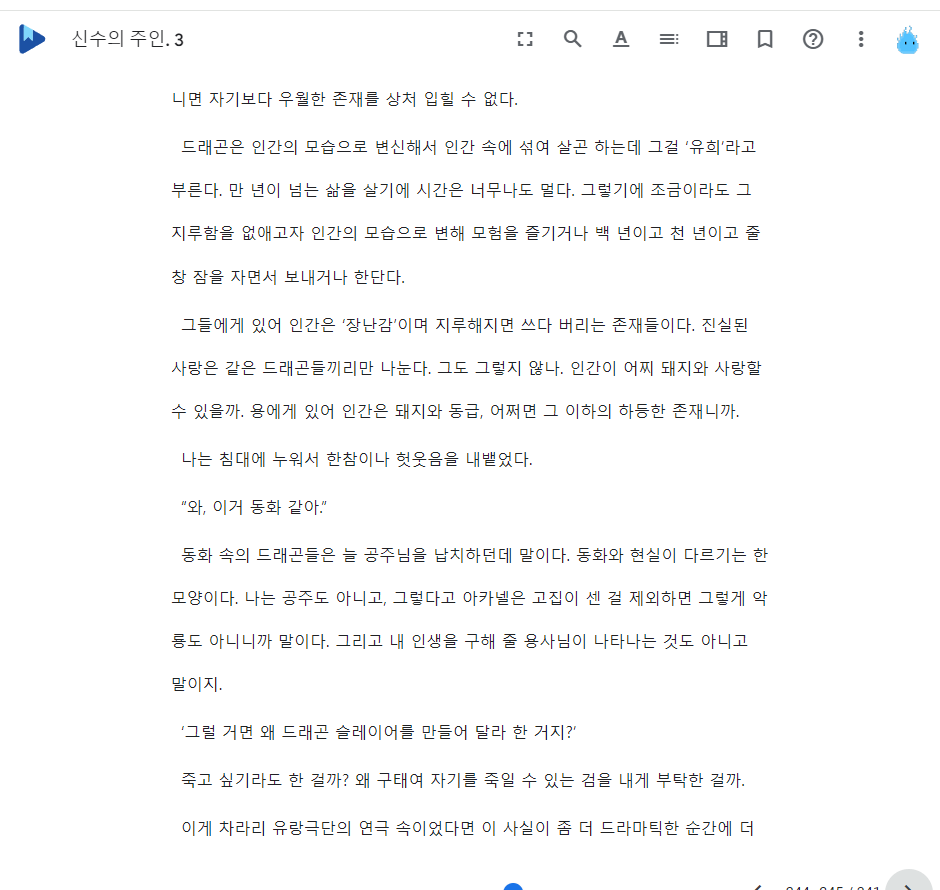 신수의 주인. 3
니면 자기보다 우월한 존재를 상처 입힐 수 없다.
드래곤은 인간의 모습으로 변신해서 인간 속에 섞여 살곤 하는데 그걸 ‘유희’라고
부른다. 만 년이 넘는 삶을 살기에 시간은 너무나도 멀다. 그렇기에 조금이라도 그
지루함을 없애고자 인간의 모습으로 변해 모험을 즐기거나 백 년이고 천 년이고 줄
창 잠을 자면서 보내거나 한단다.
그들에게 있어 인간은 ‘장난감’이며 지루해지면 쓰다 버리는 존재들이다. 진실된
사랑은 같은 드래곤들끼리만 나눈다. 그도 그렇지 않나. 인간이 어찌 돼지와 사랑할
수 있을까. 용에게 있어 인간은 돼지와 동급, 어쩌면 그 이하의 하등한 존재니까.
나는 침대에 누워서 한참이나 헛웃음을 내뱉었다.
“와, 이거 동화 같아.”
동화 속의 드래곤들은 늘 공주님을 납치하던데 말이다. 동화와 현실이 다르기는 한
모양이다. 나는 공주도 아니고, 그렇다고 아카넬은 고집이 센 걸 제외하면 그렇게 악
룡도 아니니까 말이다. 그리고 내 인생을 구해 줄 용사님이 나타나는 것도 아니고
말이지.
‘그럴 거면 왜 드래곤 슬레이어를 만들어 달라 한 거지?’
죽고 싶기라도 한 걸까? 왜 구태여 자기를 죽일 수 있는 검을 내게 부탁한 걸까.
이게 차라리 유랑극단의 연극 속이었다면 이 사실이 좀 더 드라마틱한 순간에 더